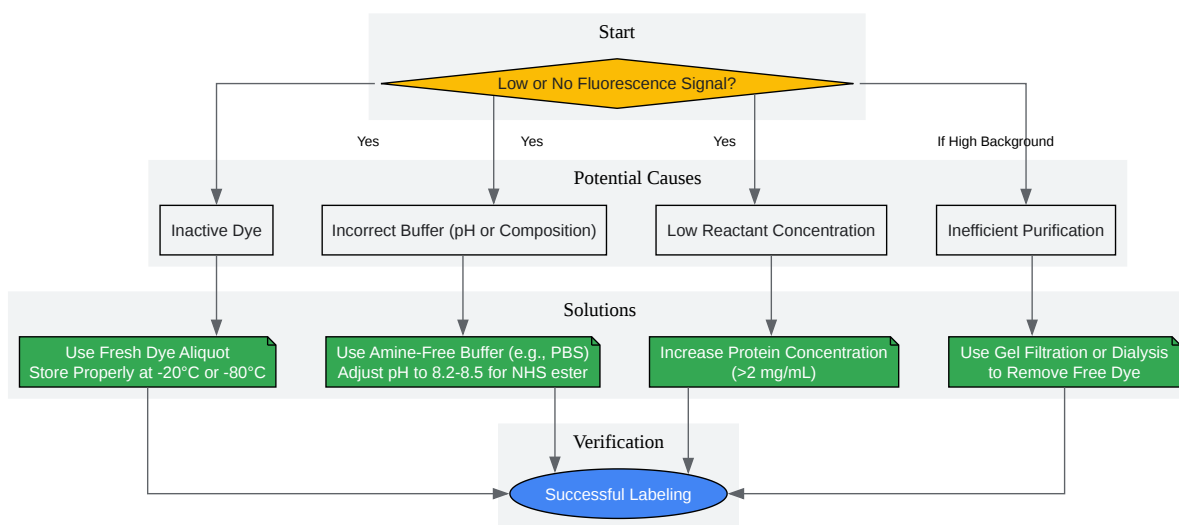 Start
Low or No Fluorescence Signal?
Yes
Yes
Yes
If High Background
Potential Causes
Inactive Dye
Incorrect Buffer (pH or Composition)
Low Reactant Concentration
Inefficient Purification
Solutions
Use Fresh Dye Aliquot
Store Properly at -20°C or -80°C
Use Amine-Free Buffer (e.g., PBS)
Adjust pH to 8.2-8.5 for NHS ester
Increase Protein Concentration
(>2 mg/mL)
Use Gel Filtration or Dialysis
to Remove Free Dye
Verification
Successful Labeling